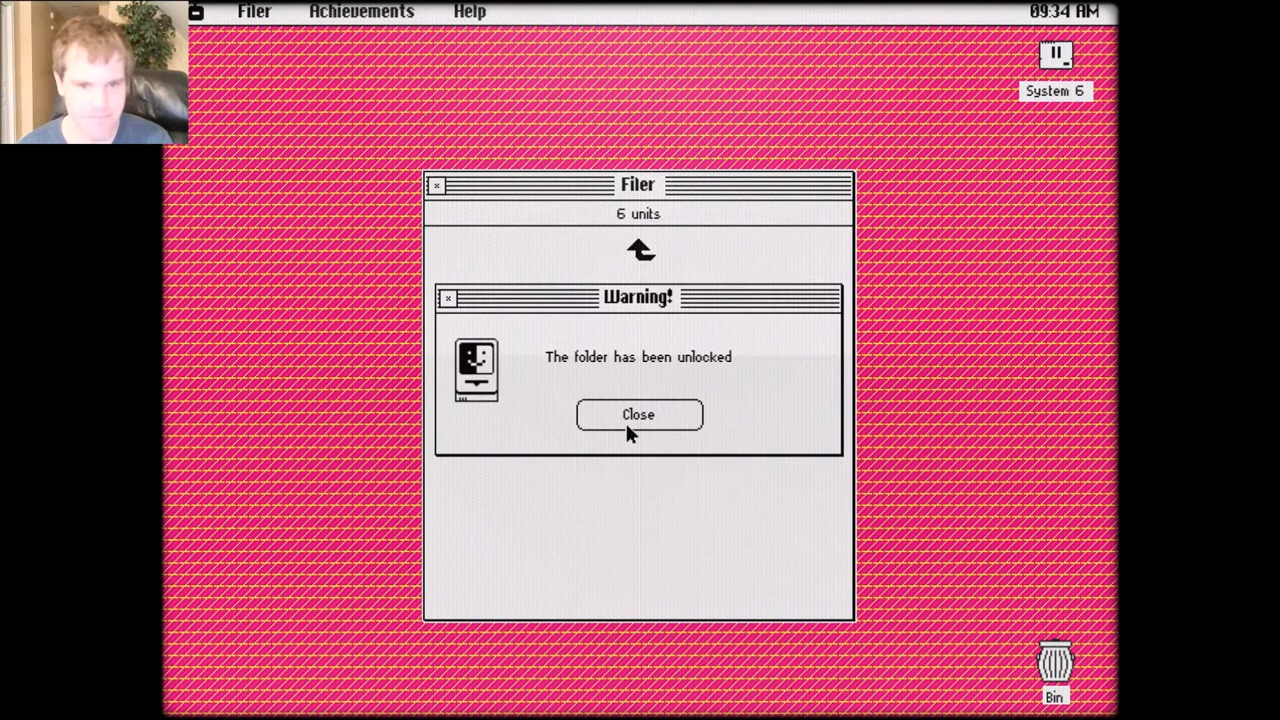 Filer Achievements Help 09:34 AM
System 6
Filer
6 units
Warning!
The folder has been unlocked
Close
Bin